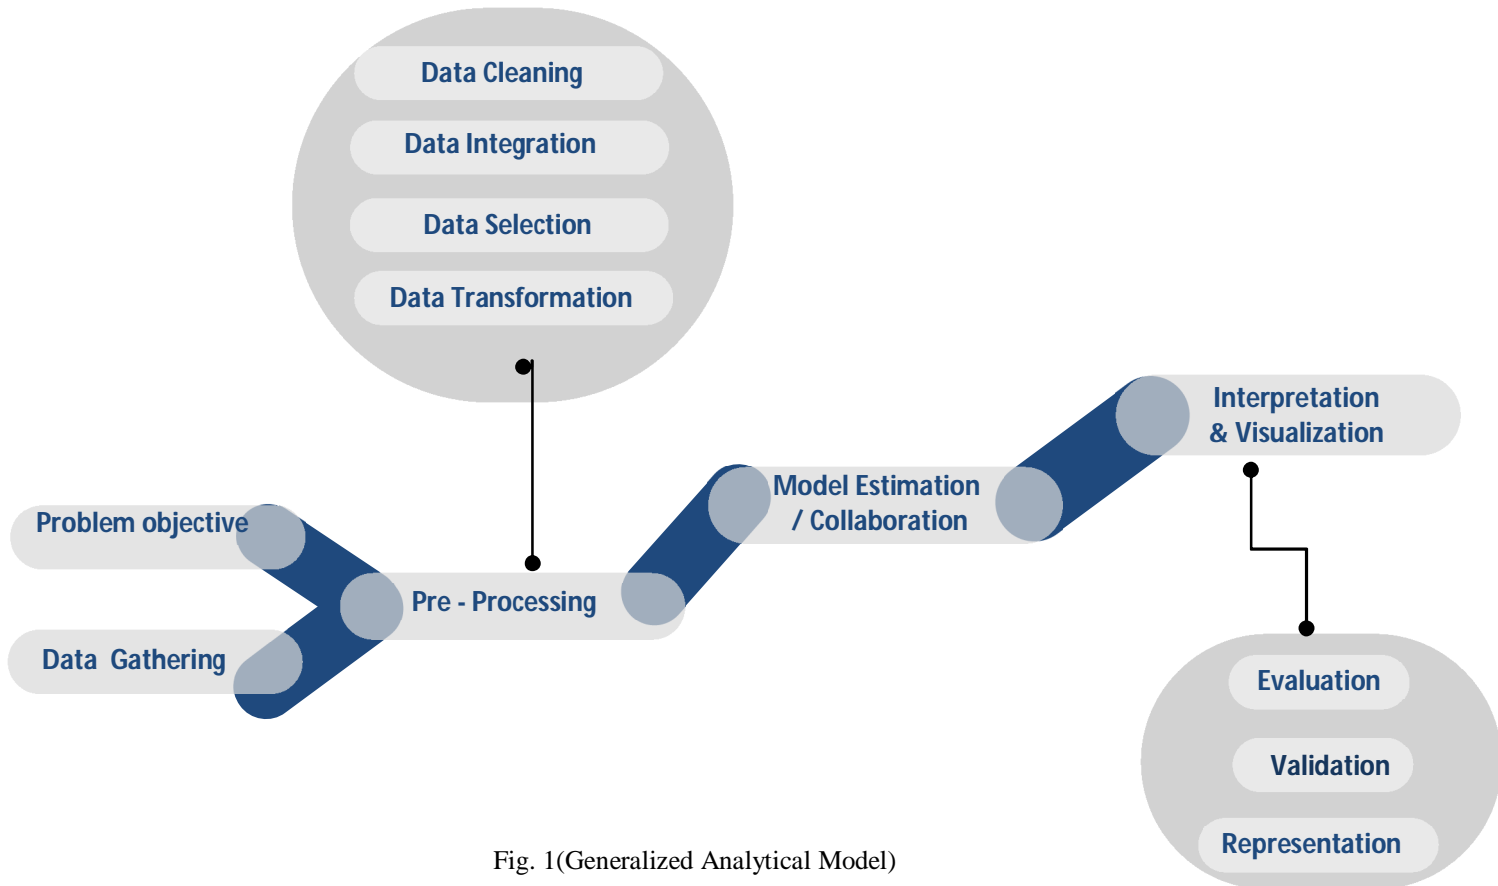 Data Cleaning
Data Integration
Data Selection
Data Transformation
Problem objective
Data Gathering
Pre - Processing
Model Estimation
/ Collaboration
Interpretation
& Visualization
Evaluation
Validation
Representation
Fig. 1(Generalized Analytical Model)